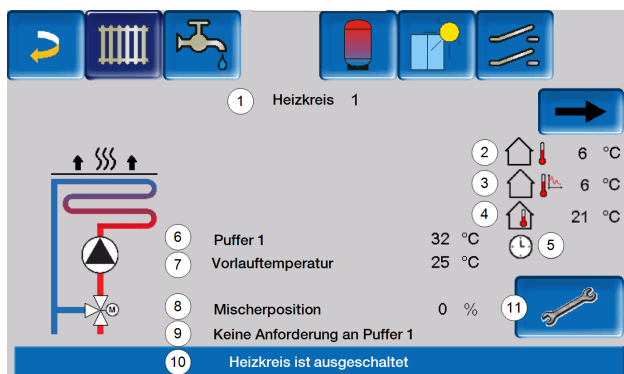 1 Heizkreis 1
2 6 °C
3 6 °C
4 21 °C
5
6 Puffer 1 32 °C
7 Vorlauftemperatur 25 °C
M
8 Mischerposition 0 %
11
9 Keine Anforderung an Puffer 1
10 Heizkreis ist ausgeschaltet